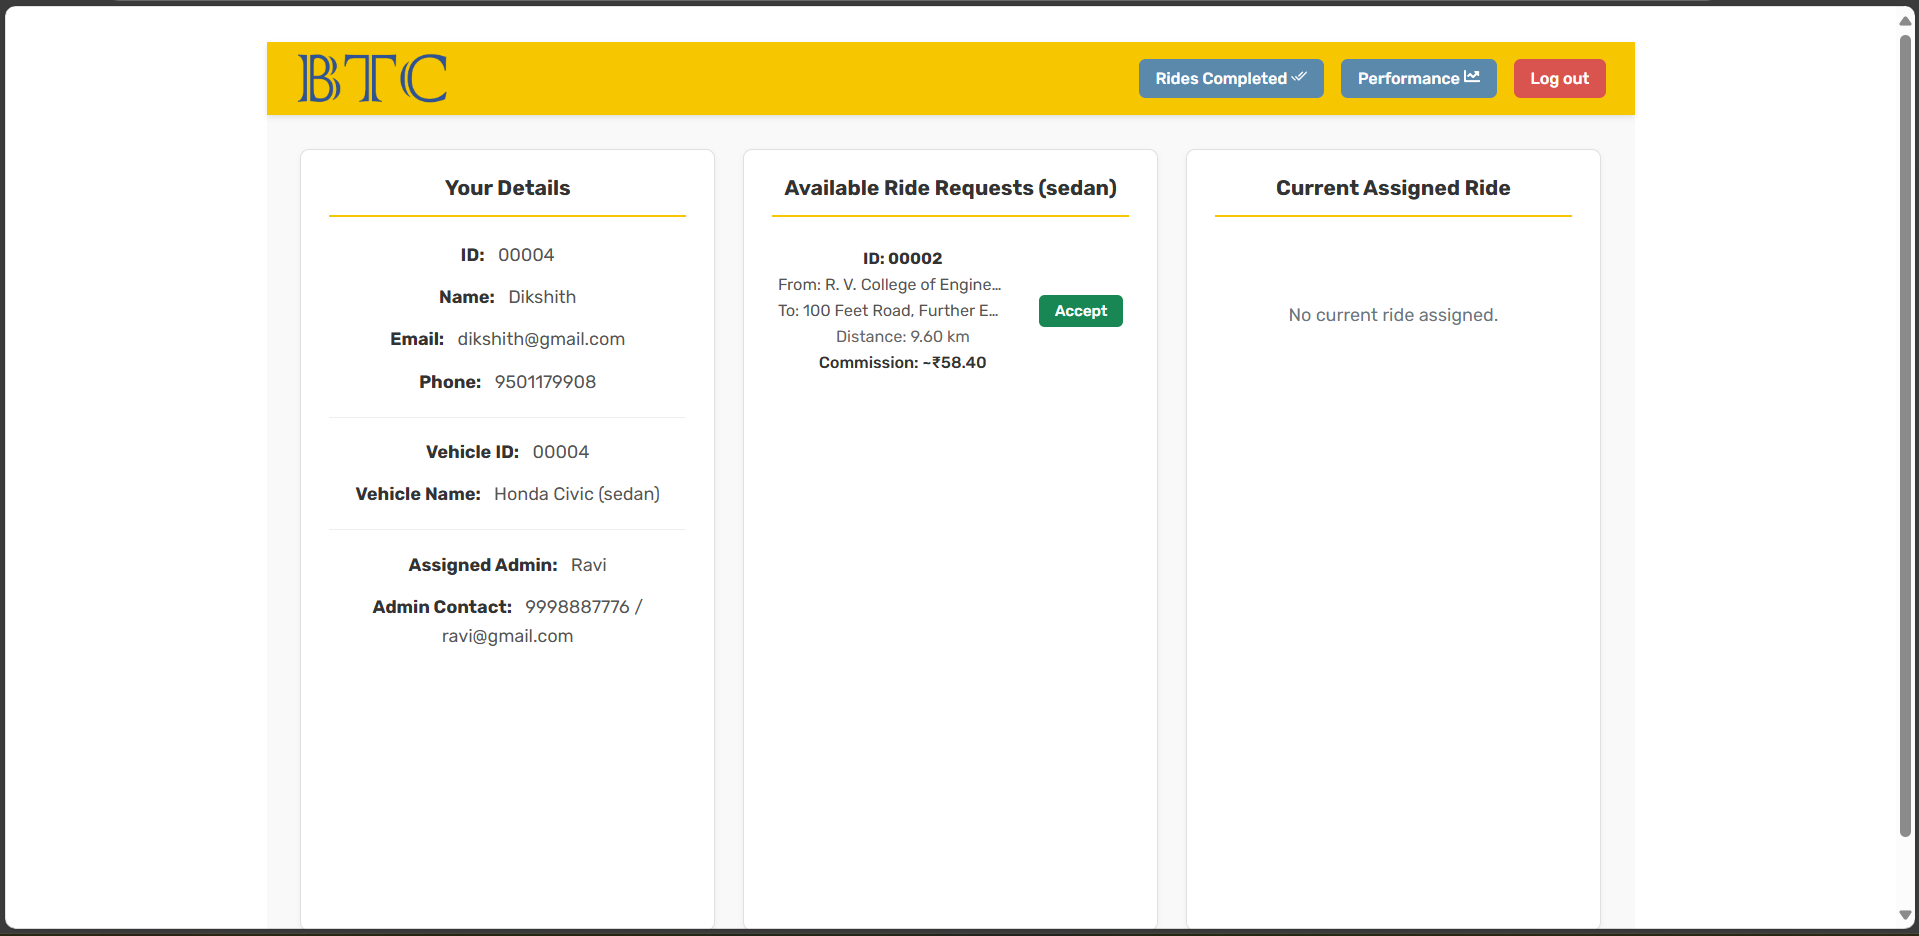 BTC
Rides Completed
Performance
Log out
Your Details
ID: 00004
Name: Dikshith
Email: dikshith@gmail.com
Phone: 9501179908
Vehicle ID: 00004
Vehicle Name: Honda Civic (sedan)
Assigned Admin: Ravi
Admin Contact: 9998887776 /
ravi@gmail.com
Available Ride Requests (sedan)
ID: 00002
From: R. V. College of Engine...
To: 100 Feet Road, Further E...
Distance: 9.60 km
Commission: ~₹58.40
Accept
Current Assigned Ride
No current ride assigned.